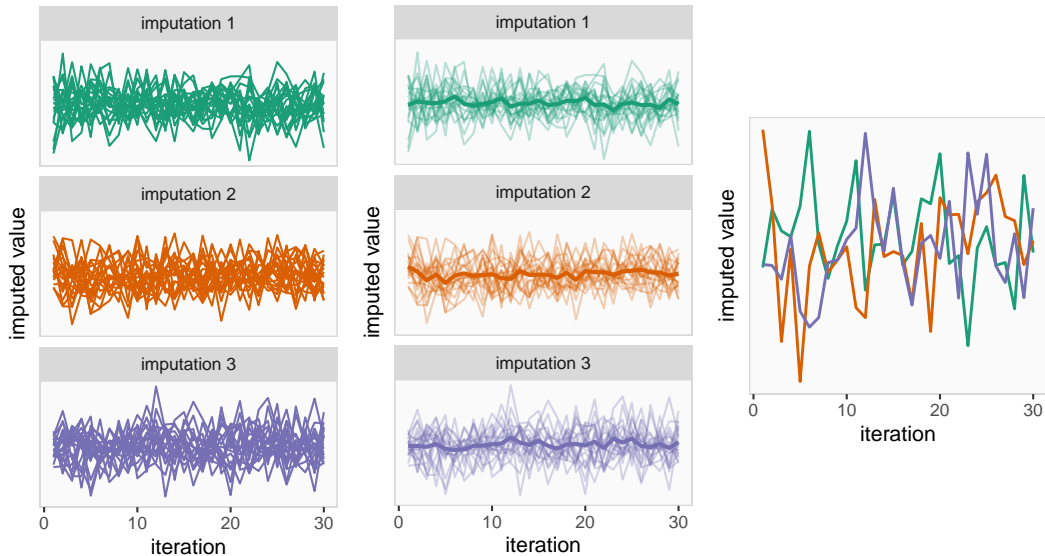 imputation 1
imputation 2
imputation 3
imputed value
0 10 20 30
iteration
imputation 1
imputation 2
imputation 3
imputed value
0 10 20 30
iteration
imputed value
0 10 20 30
iteration